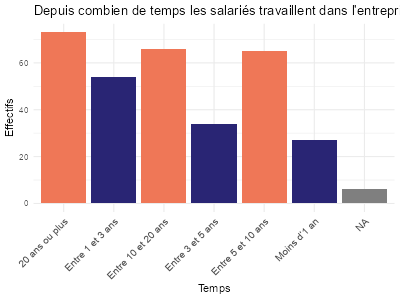 Depuis combien de temps les salariés travaillent dans l'entrepr
Effectifs
60
40
20
0
20 ans ou plus
Entre 1 et 3 ans
Entre 10 et 20 ans
Entre 3 et 5 ans
Entre 5 et 10 ans
Moins d'1 an
NA
Temps